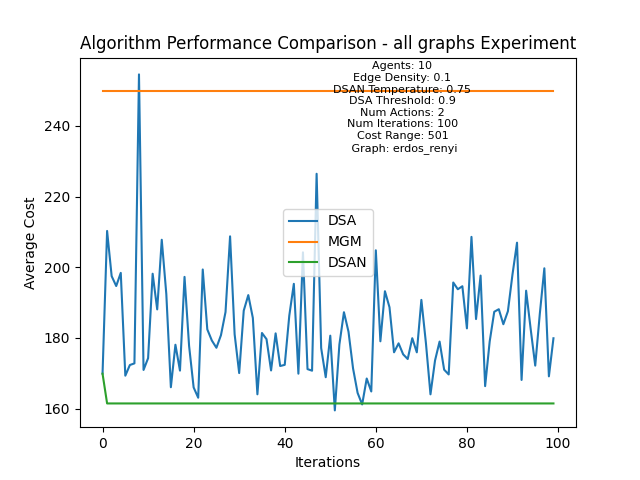 Algorithm Performance Comparison - all graphs Experiment
Agents: 10
Edge Density: 0.1
DSAN Temperature: 0.75
DSA Threshold: 0.9
Num Actions: 2
Num Iterations: 100
Cost Range: 501
Graph: erdos_renyi
DSA
MGM
DSAN
Average Cost
240
220
200
180
160
0
20
40
60
80
100
Iterations